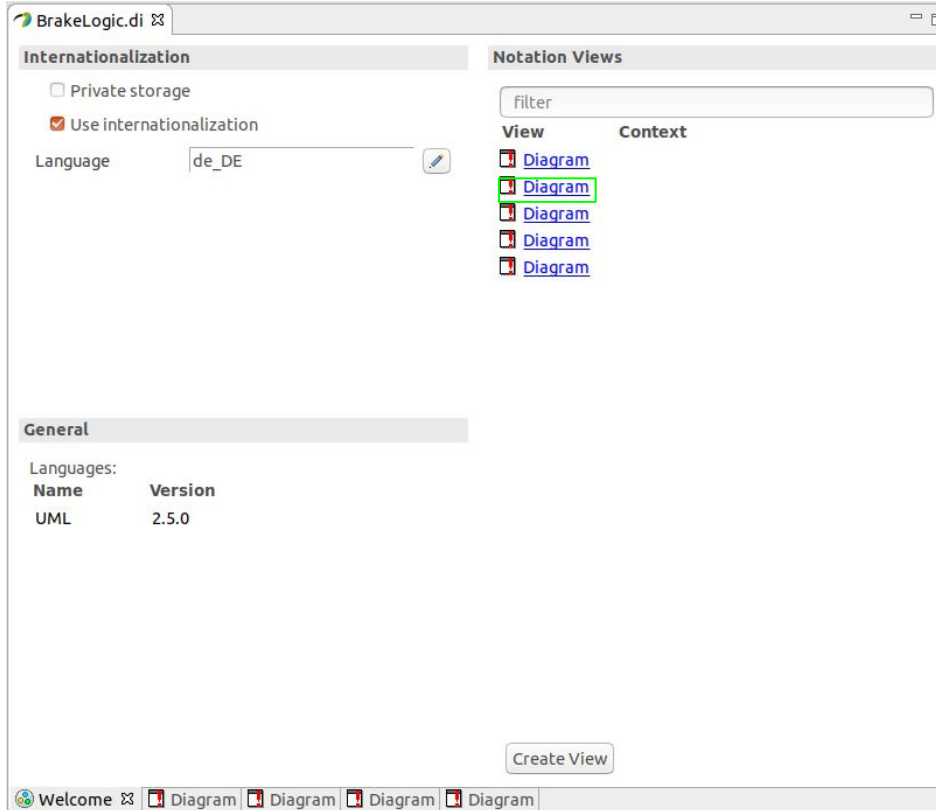 BrakeLogic.di
Internationalization
Private storage
Use internationalization
Language de_DE
General
Languages:
Name Version
UML 2.5.0
Notation Views
filter
View Context
Diagram
Diagram
Diagram
Diagram
Diagram
Create View
Welcome Diagram Diagram Diagram Diagram